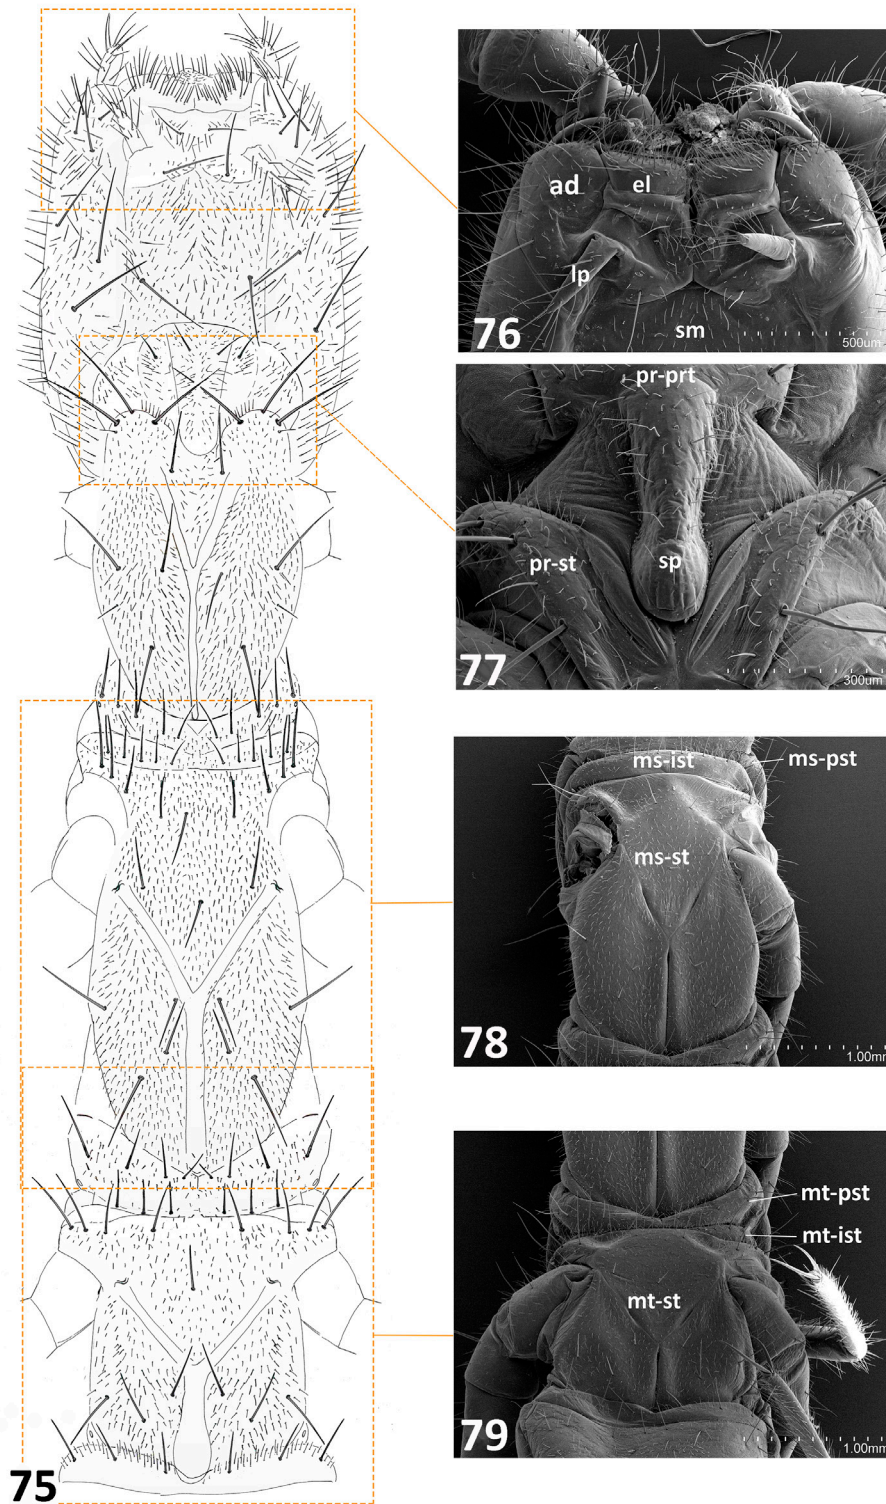 ad
el
lp
sm
76
500um
pr-prt
pr-st
sp
77
300um
ms-ist
ms-pst
ms-st
78
1.00mm
mt-pst
mt-ist
mt-st
79
1.00mm
75